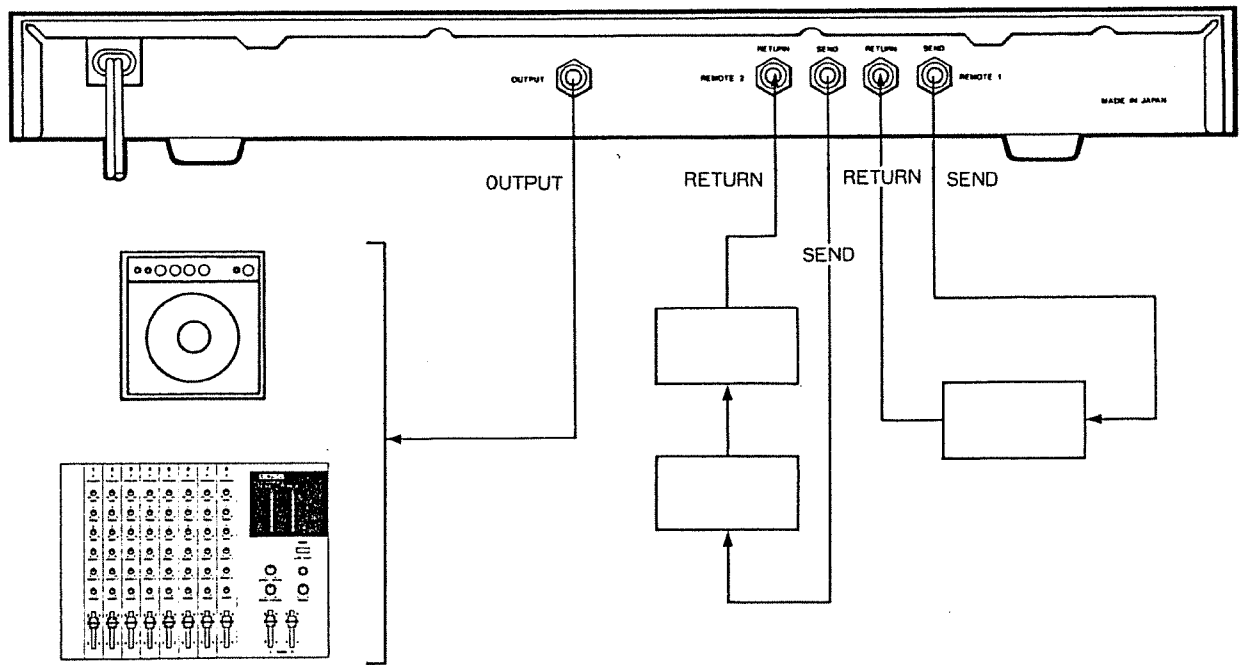 RETURN SEND RETURN SEND
OUTPUT
REMOTE 2
REMOTE 1
MADE IN JAPAN
OUTPUT
RETURN
RETURN
SEND
SEND